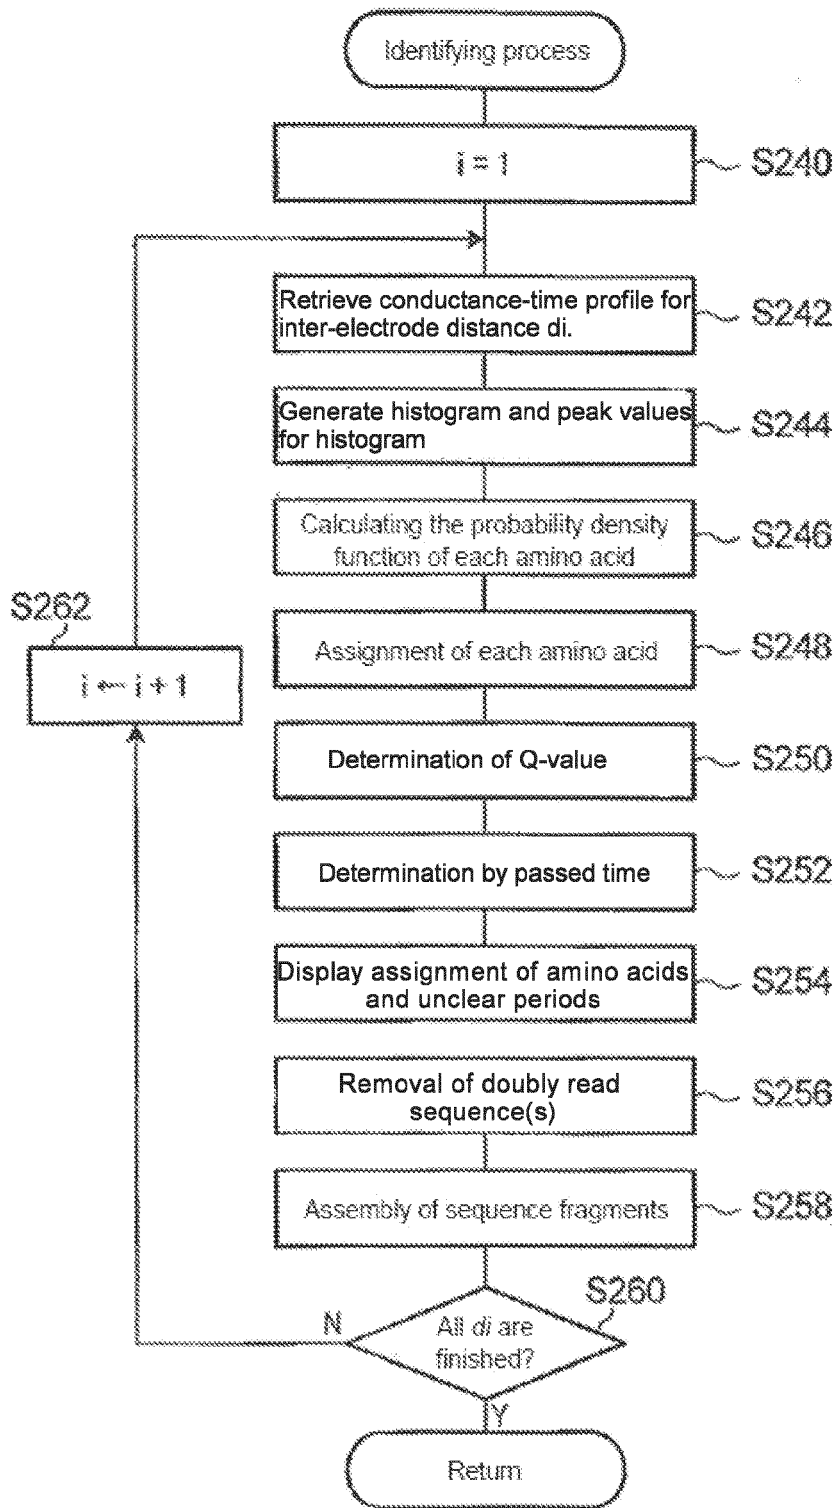 Identifying process
i = 1
S240
Retrieve conductance-time profile for
inter-electrode distance di.
S242
Generate histogram and peak values
for histogram
S244
Calculating the probability density
function of each amino acid
S246
Assignment of each amino acid
S248
S262
i ← i + 1
Determination of Q-value
S250
Determination by passed time
S252
Display assignment of amino acids
and unclear periods
S254
Removal of doubly read
sequence(s)
S256
Assembly of sequence fragments
S258
S260
N
All di are
finished?
Y
Return